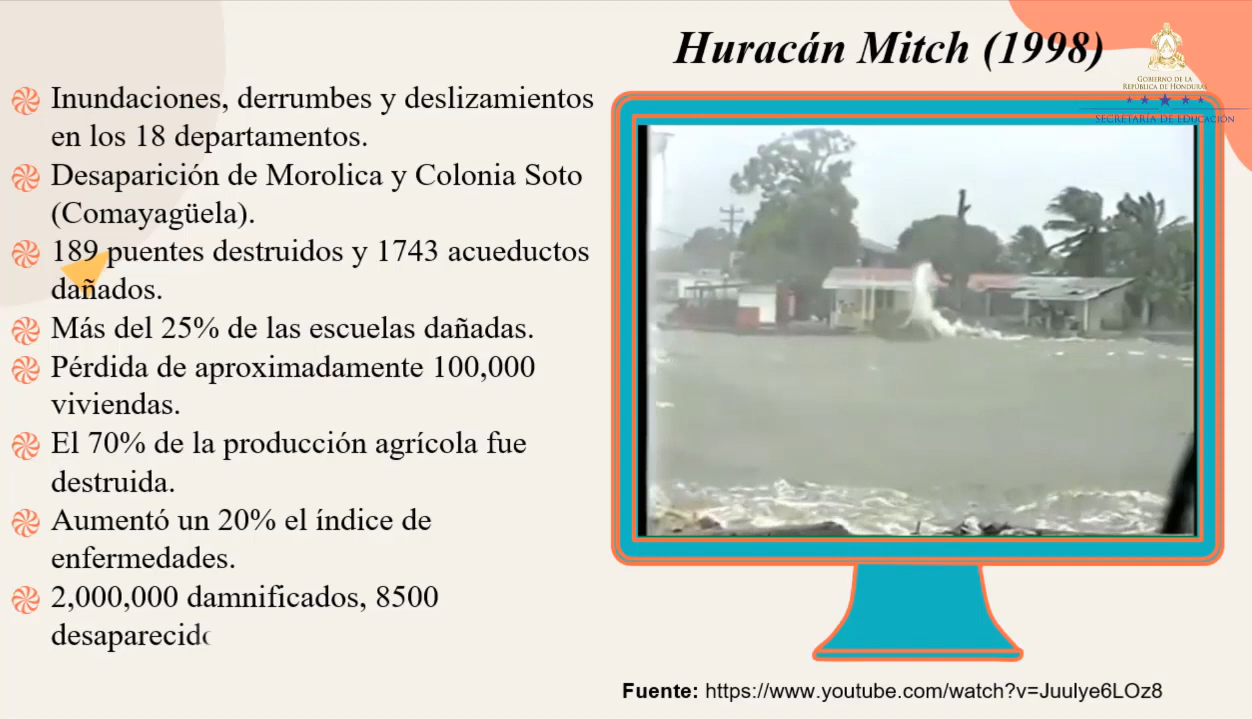 Huracán Mitch (1998)
GOBIERNO DE LA
REPÚBLICA DE HONDURAS
SECRETARÍA DE EDUCACIÓN
Inundaciones, derrumbes y deslizamientos
en los 18 departamentos.
Desaparición de Morolica y Colonia Soto
(Comayagüela).
189 puentes destruidos y 1743 acueductos
dañados.
Más del 25% de las escuelas dañadas.
Pérdida de aproximadamente 100,000
viviendas.
El 70% de la producción agrícola fue
destruida.
Aumentó un 20% el índice de
enfermedades.
2,000,000 damnificados, 8500
desaparecido
Fuente: https://www.youtube.com/watch?v=Juulye6LOz8